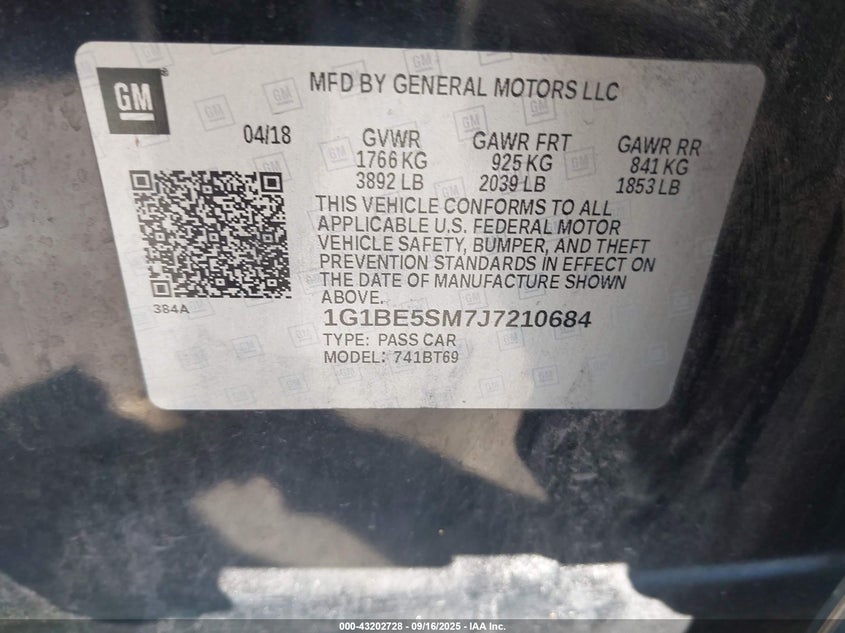 GM
MFD BY GENERAL MOTORS LLC
04/18
GVWR GAWR FRT GAWR RR
1766 KG 925 KG 841 KG
3892 LB 2039 LB 1853 LB
THIS VEHICLE CONFORMS TO ALL
APPLICABLE U.S. FEDERAL MOTOR
VEHICLE SAFETY, BUMPER, AND THEFT
PREVENTION STANDARDS IN EFFECT ON
THE DATE OF MANUFACTURE SHOWN
ABOVE.
384A
1G1BE5SM7J7210684
TYPE: PASS CAR
MODEL: 741BT69
000-43202728 - 09/16/2025 - IAA Inc.